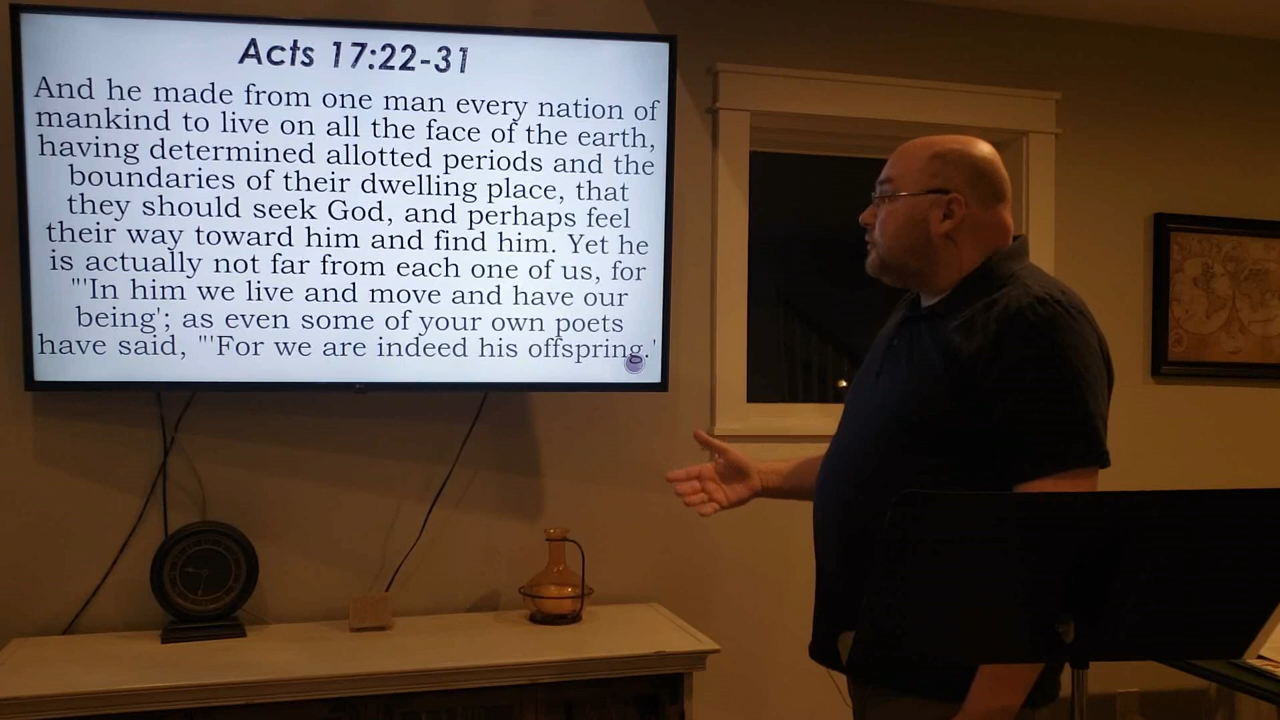 Acts 17:22-31
And he made from one man every nation of
mankind to live on all the face of the earth,
having determined allotted periods and the
boundaries of their dwelling place, that
they should seek God, and perhaps feel
their way toward him and find him. Yet he
is actually not far from each one of us, for
"'In him we live and move and have our
being'; as even some of your own poets
have said, "'For we are indeed his offspring.'